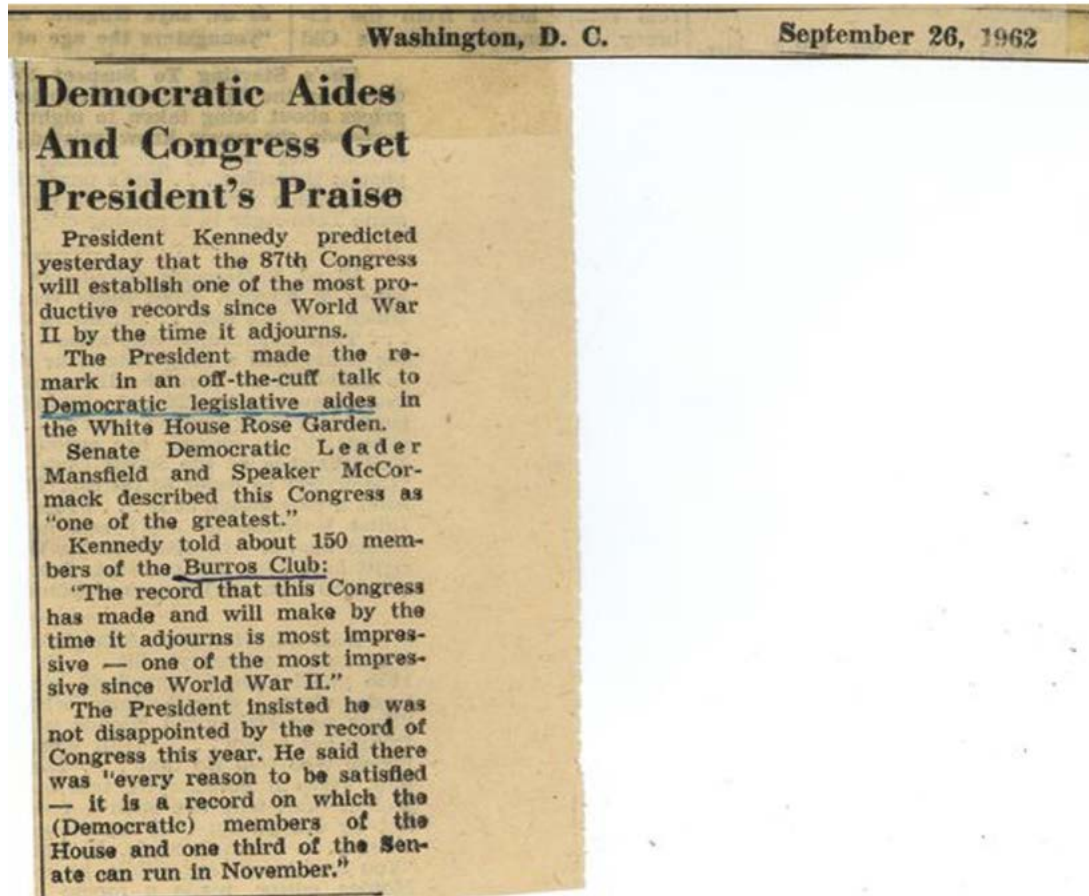 Washington, D. C. September 26, 1962
Democratic Aides
And Congress Get
President's Praise
President Kennedy predicted
yesterday that the 87th Congress
will establish one of the most pro-
ductive records since World War
II by the time it adjourns.
The President made the re-
mark in an off-the-cuff talk to
Democratic legislative aides in
the White House Rose Garden.
Senate Democratic Leader
Mansfield and Speaker McCor-
mack described this Congress as
"one of the greatest."
Kennedy told about 150 mem-
bers of the Burros Club:
"The record that this Congress
has made and will make by the
time it adjourns is most impres-
sive — one of the most impres-
sive since World War II."
The President insisted he was
not disappointed by the record of
Congress this year. He said there
was "every reason to be satisfied
— it is a record on which the
(Democratic) members of the
House and one third of the Sen-
ate can run in November."